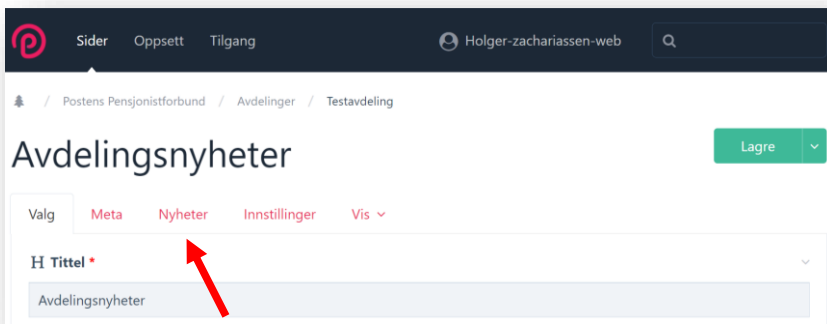 Sider Oppsett Tilgang Holger-zachariassen-web
/ Postens Pensjonistforbund / Avdelinger / Testavdeling
Avdelingsnyheter
Lagre
Valg Meta Nyheter Innstillinger Vis
H Tittel *
Avdelingsnyheter